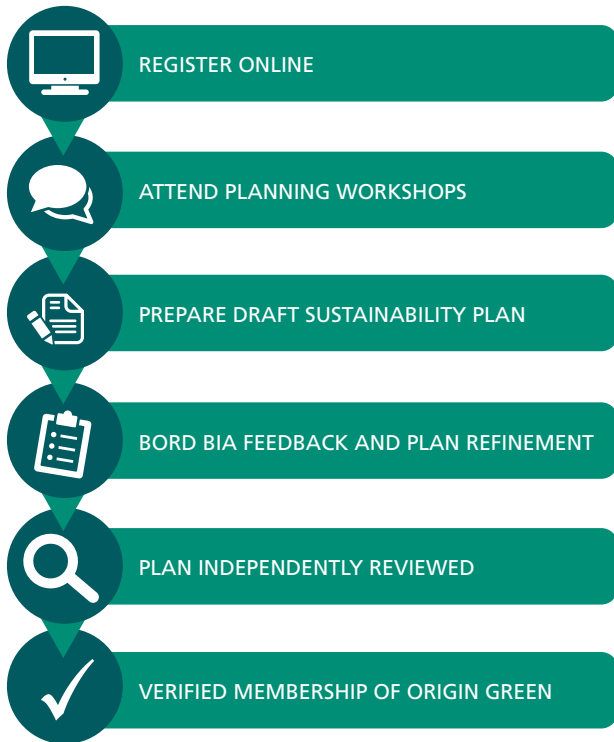 REGISTER ONLINE
ATTEND PLANNING WORKSHOPS
PREPARE DRAFT SUSTAINABILITY PLAN
BORD BIA FEEDBACK AND PLAN REFINEMENT
PLAN INDEPENDENTLY REVIEWED
VERIFIED MEMBERSHIP OF ORIGIN GREEN